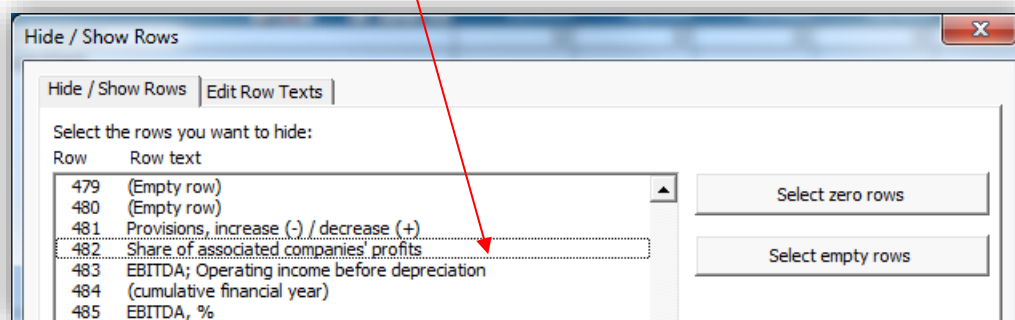 Hide / Show Rows
Hide / Show Rows Edit Row Texts
Select the rows you want to hide:
Row Row text
479 (Empty row)
480 (Empty row)
481 Provisions, increase (-) / decrease (+)
482 Share of associated companies' profits
483 EBITDA; Operating income before depreciation
484 (cumulative financial year)
485 EBITDA, %
Select zero rows
Select empty rows